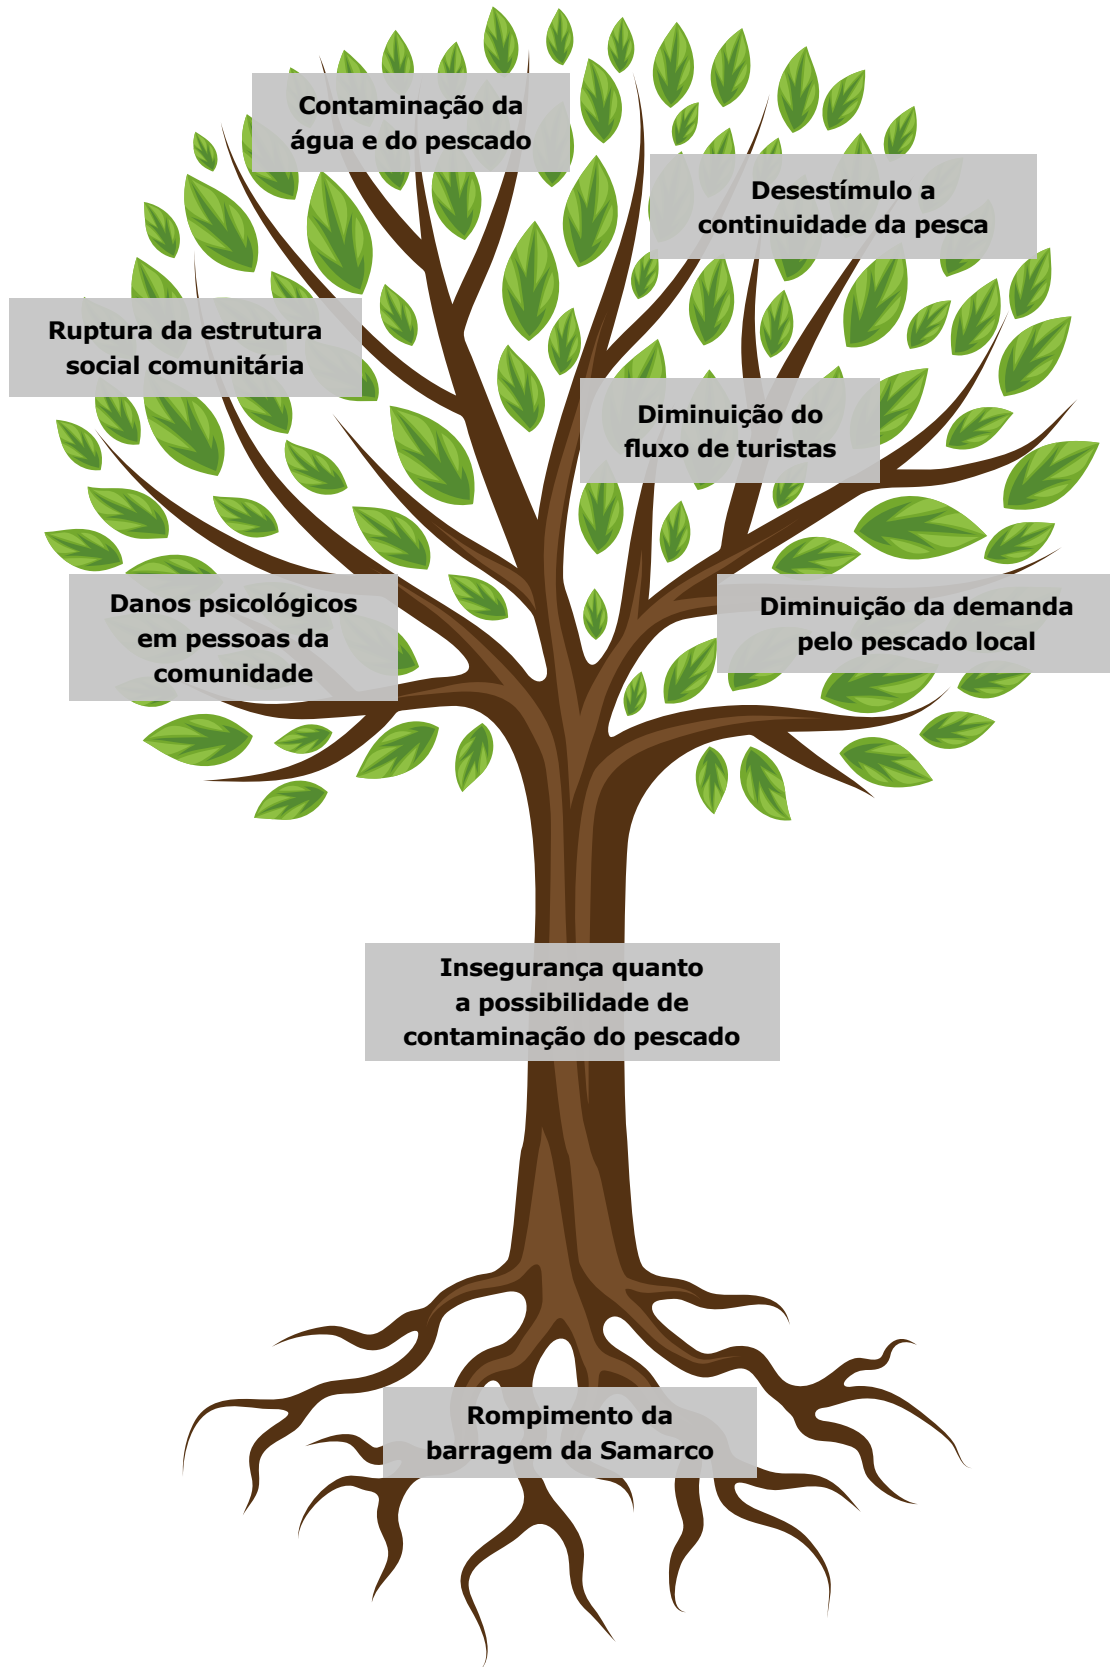 Contaminação da
água e do pescado
Desestímulo a
continuidade da pesca
Ruptura da estrutura
social comunitária
Diminuição do
fluxo de turistas
Danos psicológicos
em pessoas da
comunidade
Diminuição da demanda
pelo pescado local
Insegurança quanto
a possibilidade de
contaminação do pescado
Rompimento da
barragem da Samarco